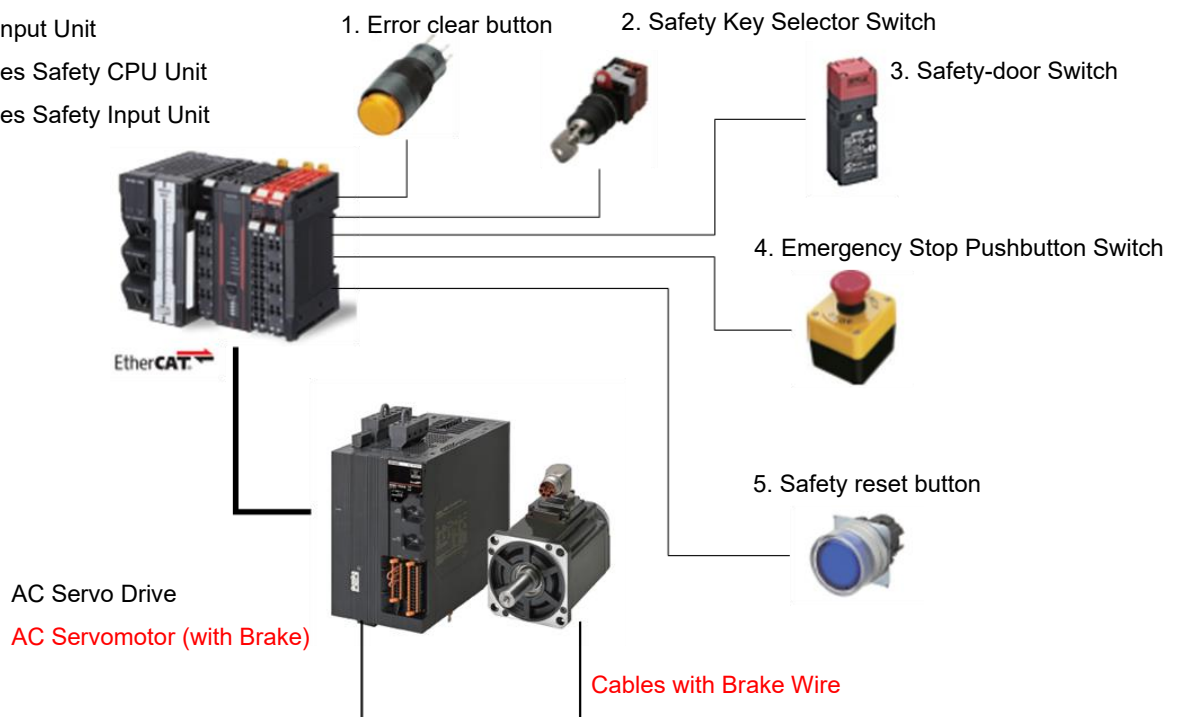 nput Unit
es Safety CPU Unit
es Safety Input Unit
1. Error clear button
2. Safety Key Selector Switch
3. Safety-door Switch
4. Emergency Stop Pushbutton Switch
EtherCAT.
5. Safety reset button
AC Servo Drive
AC Servomotor (with Brake)
Cables with Brake Wire